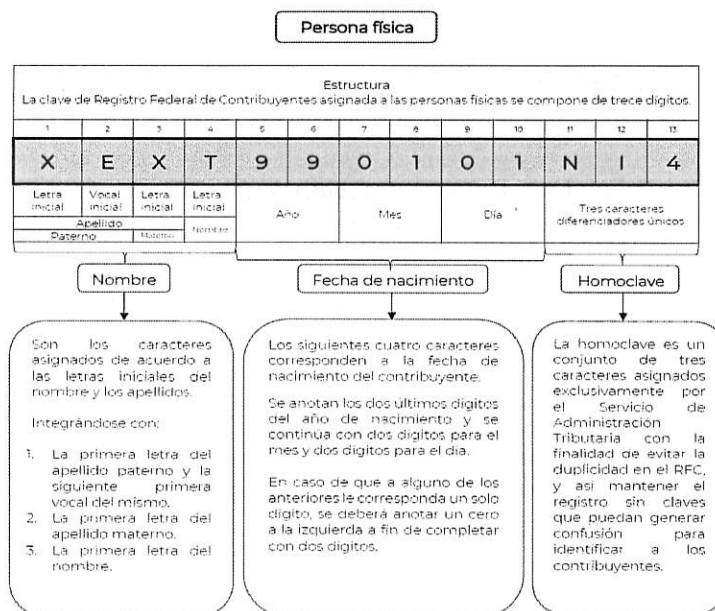 Persona física
Estructura
La clave de Registro Federal de Contribuyentes asignada a las personas físicas se compone de trece dígitos.
1 2 3 4 5 6 7 8 9 10 11 12 13
X E X T 9 9 0 1 0 1 N I 4
Letra inicial Vocal inicial Letra inicial Letra inicial Año Mes Día Tres caracteres diferenciadores únicos
Apellido
Paterno Materno Nombre
Nombre Fecha de nacimiento Homoclave
Son los caracteres
asignados de acuerdo a
las letras iniciales del
nombre y los apellidos.
Integrándose con:
1. La primera letra del
apellido paterno y la
siguiente primera
vocal del mismo.
2. La primera letra del
apellido materno.
3. La primera letra del
nombre.
Los siguientes cuatro caracteres
corresponden a la fecha de
nacimiento del contribuyente.
Se anotan los dos últimos dígitos
del año de nacimiento y se
continúa con dos dígitos para el
mes y dos dígitos para el día.
En caso de que a alguno de los
anteriores le corresponda un solo
dígito, se deberá anotar un cero
a la izquierda a fin de completar
con dos dígitos.
La homoclave es un
conjunto de tres
caracteres asignados
exclusivamente por
el Servicio de
Administración
Tributaria con la
finalidad de evitar la
duplicidad en el RFC,
y así mantener el
registro sin claves
que puedan generar
confusión para
identificar a los
contribuyentes.